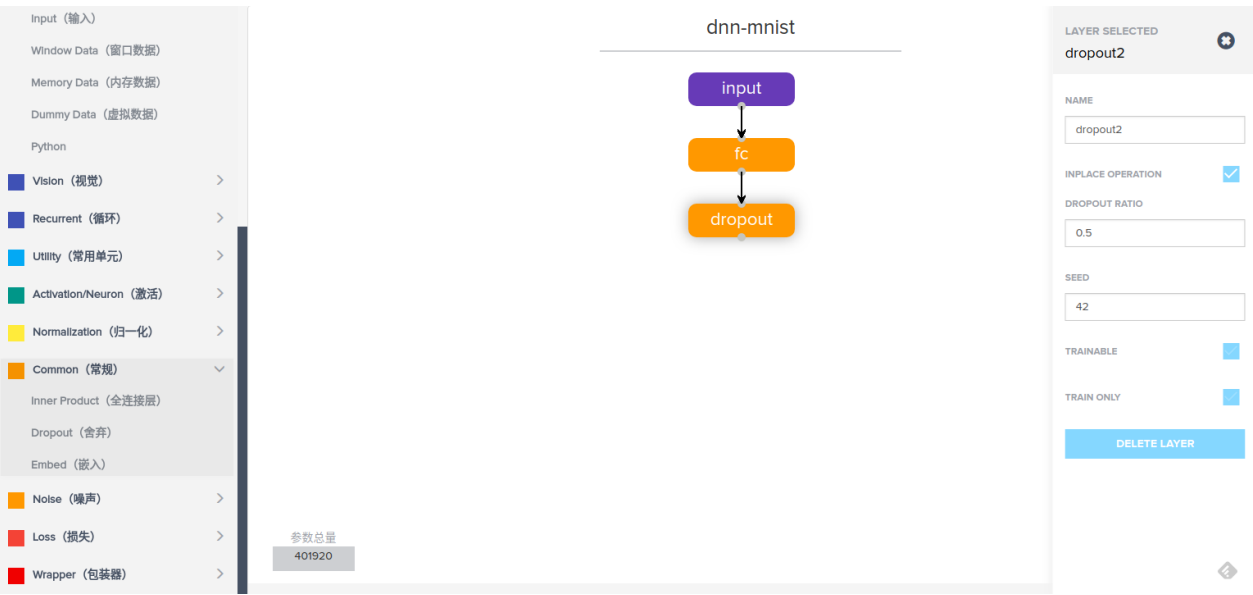 Input（输入）
Window Data（窗口数据）
Memory Data（内存数据）
Dummy Data（虚拟数据）
Python
Vision（视觉）
Recurrent（循环）
Utility（常用单元）
Activation/Neuron（激活）
Normalization（归一化）
Common（常规）
Inner Product（全连接层）
Dropout（舍弃）
Embed（嵌入）
Noise（噪声）
Loss（损失）
Wrapper（包装器）
dnn-mnist
input
fc
dropout
参数总量
401920
LAYER SELECTED
dropout2
NAME
dropout2
INPLACE OPERATION
DROPOUT RATIO
0.5
SEED
42
TRAINABLE
TRAIN ONLY
DELETE LAYER